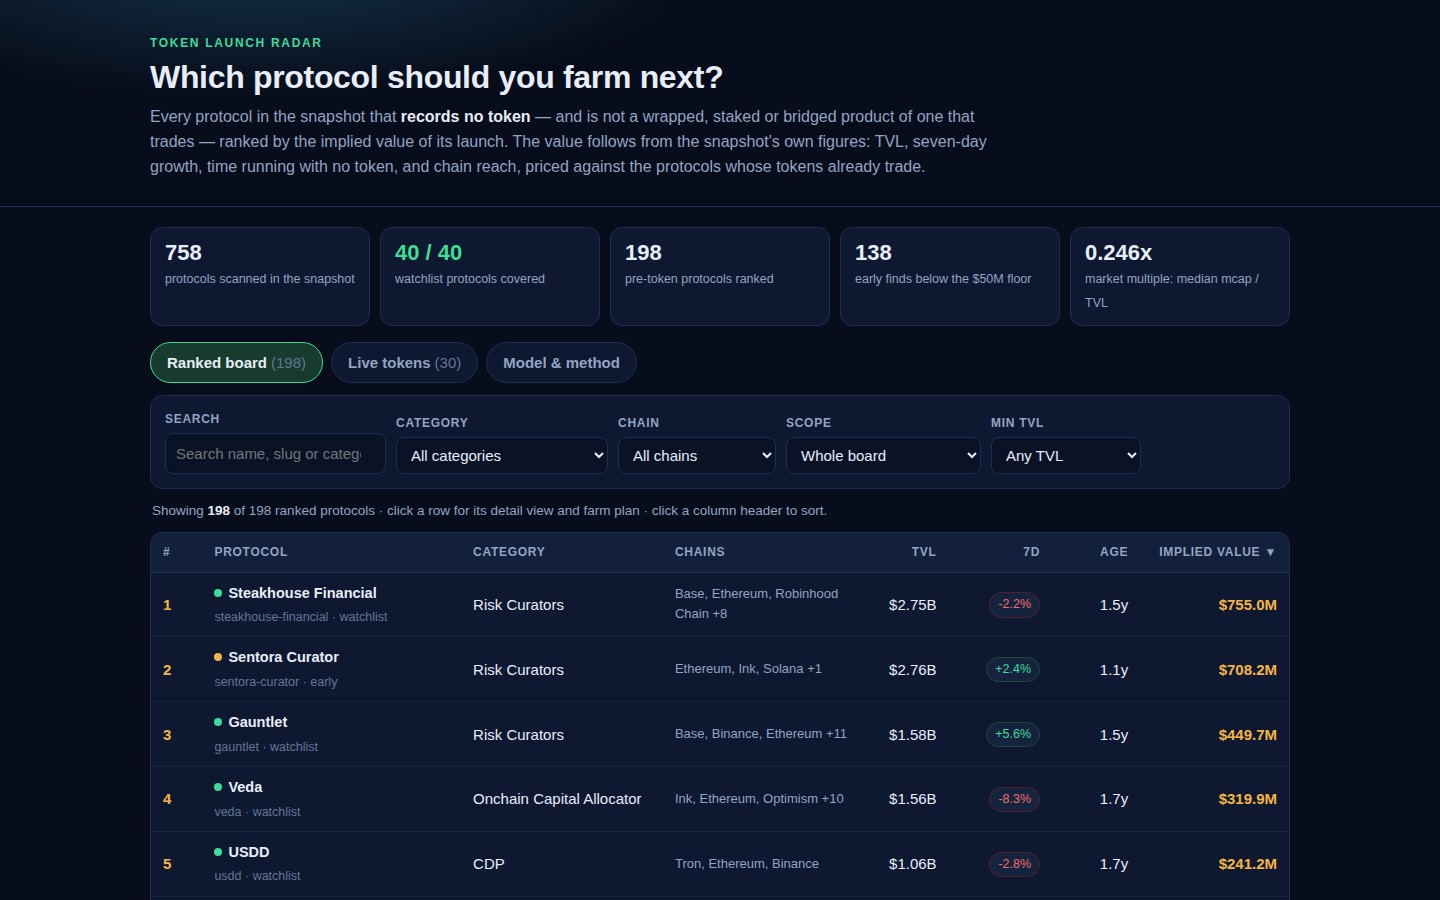 TOKEN LAUNCH RADAR
Which protocol should you farm next?
Every protocol in the snapshot that records no token — and is not a wrapped, staked or bridged product of one that
trades — ranked by the implied value of its launch. The value follows from the snapshot's own figures: TVL, seven-day
growth, time running with no token, and chain reach, priced against the protocols whose tokens already trade.
758
protocols scanned in the snapshot
40 / 40
watchlist protocols covered
198
pre-token protocols ranked
138
early finds below the $50M floor
0.246x
market multiple: median mcap /
TVL
Ranked board (198)
Live tokens (30)
Model & method
SEARCH
Search name, slug or categ
CATEGORY
All categories
CHAIN
All chains
SCOPE
Whole board
MIN TVL
Any TVL
Showing 198 of 198 ranked protocols · click a row for its detail view and farm plan · click a column header to sort.
# PROTOCOL CATEGORY CHAINS TVL 7D AGE IMPLIED VALUE ▼
1 Steakhouse Financial Risk Curators Base, Ethereum, Robinhood $2.75B -2.2% 1.5y $755.0M
steakhouse-financial · watchlist Chain +8
2 Sentora Curator Risk Curators Ethereum, Ink, Solana +1 $2.76B +2.4% 1.1y $708.2M
sentora-curator · early
3 Gauntlet Risk Curators Base, Binance, Ethereum +11 $1.58B +5.6% 1.5y $449.7M
gauntlet · watchlist
4 Veda Onchain Capital Allocator Ink, Ethereum, Optimism +10 $1.56B -8.3% 1.7y $319.9M
veda · watchlist
5 USDD CDP Tron, Ethereum, Binance $1.06B -2.8% 1.7y $241.2M
usdd · watchlist